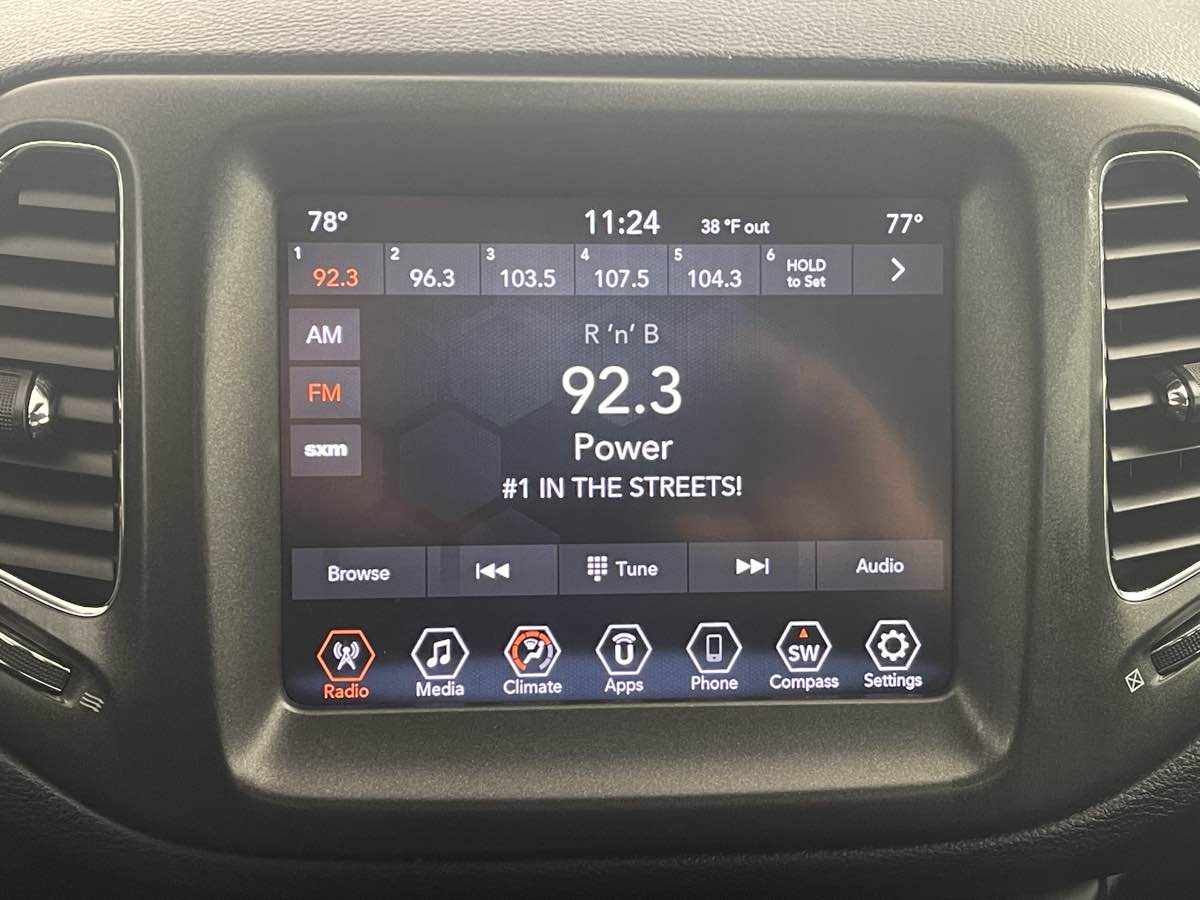 78° 11:24 38 °F out 77°
1 92.3 2 96.3 3 103.5 4 107.5 5 104.3 6 HOLD to Set >
AM
FM
sxm
R 'n' B
92.3
Power
#1 IN THE STREETS!
Browse Tune Audio
SW
Radio Media Climate Apps Phone Compass Settings